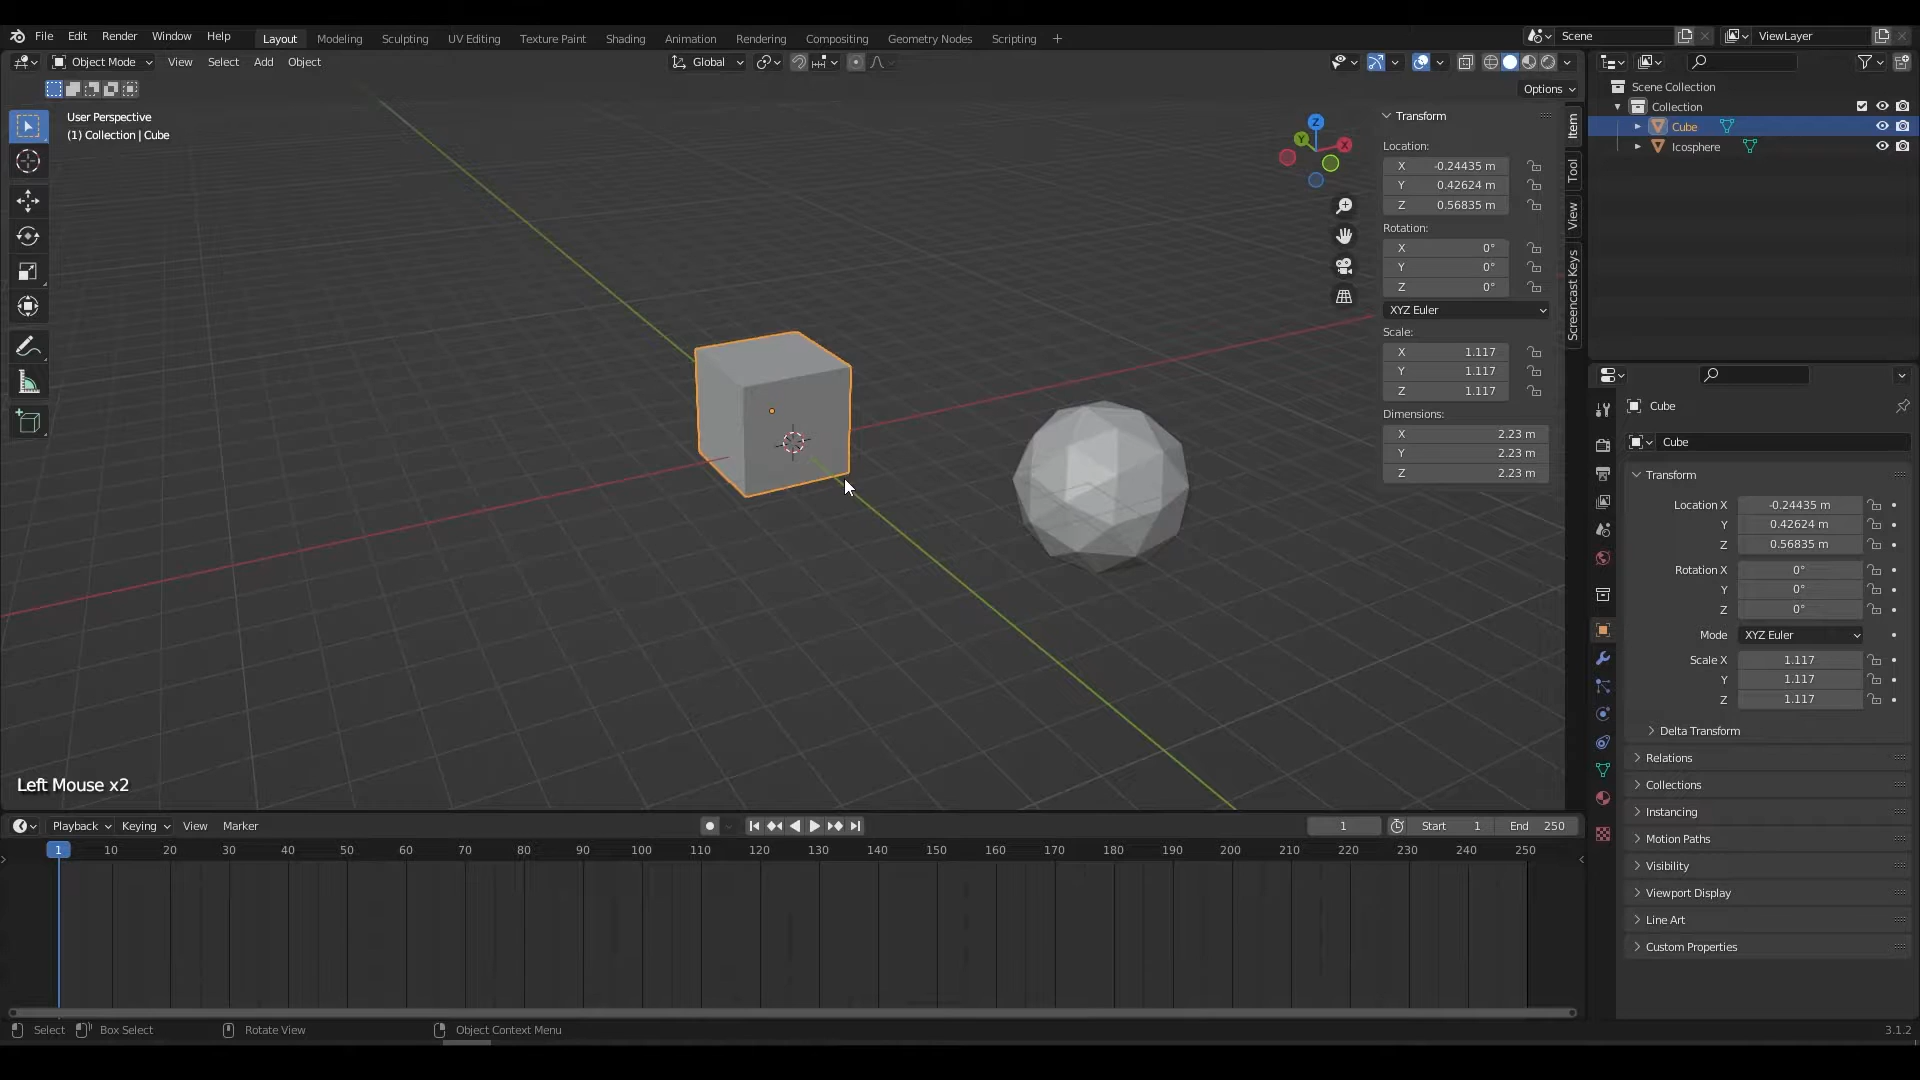 File Edit Render Window Help Layout Modeling Sculpting UV Editing Texture Paint Shading Animation Rendering Compositing Geometry Nodes Scripting + Scene ViewLayer
Object Mode View Select Add Object Global
Options
User Perspective
(1) Collection | Cube
Z
Y
X
Transform
Location:
X -0.24435 m
Y 0.42624 m
Z 0.56835 m
Rotation:
X 0°
Y 0°
Z 0°
XYZ Euler
Scale:
X 1.117
Y 1.117
Z 1.117
Dimensions:
X 2.23 m
Y 2.23 m
Z 2.23 m
Item
Tool
View
Screencast Keys
Scene Collection
Collection
Cube
Icosphere
Cube
Cube
Transform
Location X -0.24435 m
Y 0.42624 m
Z 0.56835 m
Rotation X 0°
Y 0°
Z 0°
Mode XYZ Euler
Scale X 1.117
Y 1.117
Z 1.117
Delta Transform
Relations
Collections
Instancing
Motion Paths
Visibility
Viewport Display
Line Art
Custom Properties
Left Mouse x2
Playback Keying View Marker 1 Start 1 End 250
1 10 20 30 40 50 60 70 80 90 100 110 120 130 140 150 160 170 180 190 200 210 220 230 240 250
Select Box Select Rotate View Object Context Menu 3.1.2